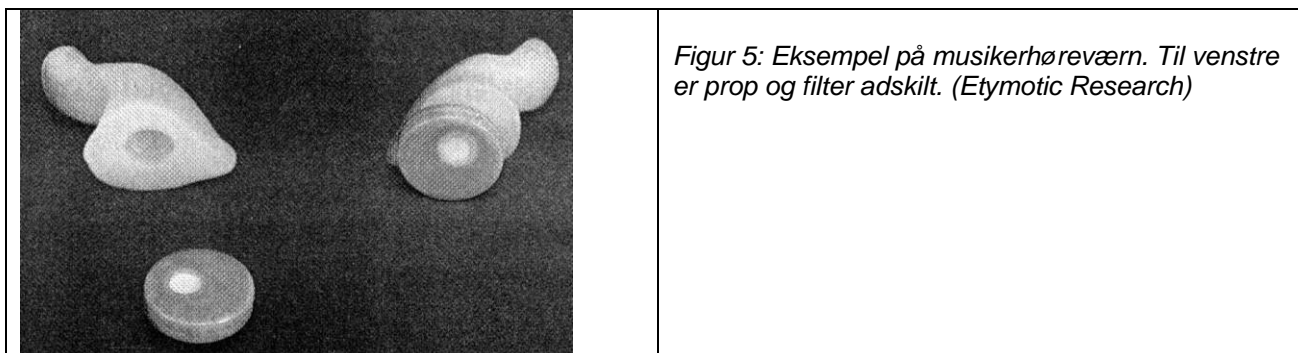 Figur 5: Eksempel på musikerhøreværn. Til venstre
er prop og filter adskilt. (Etymotic Research)